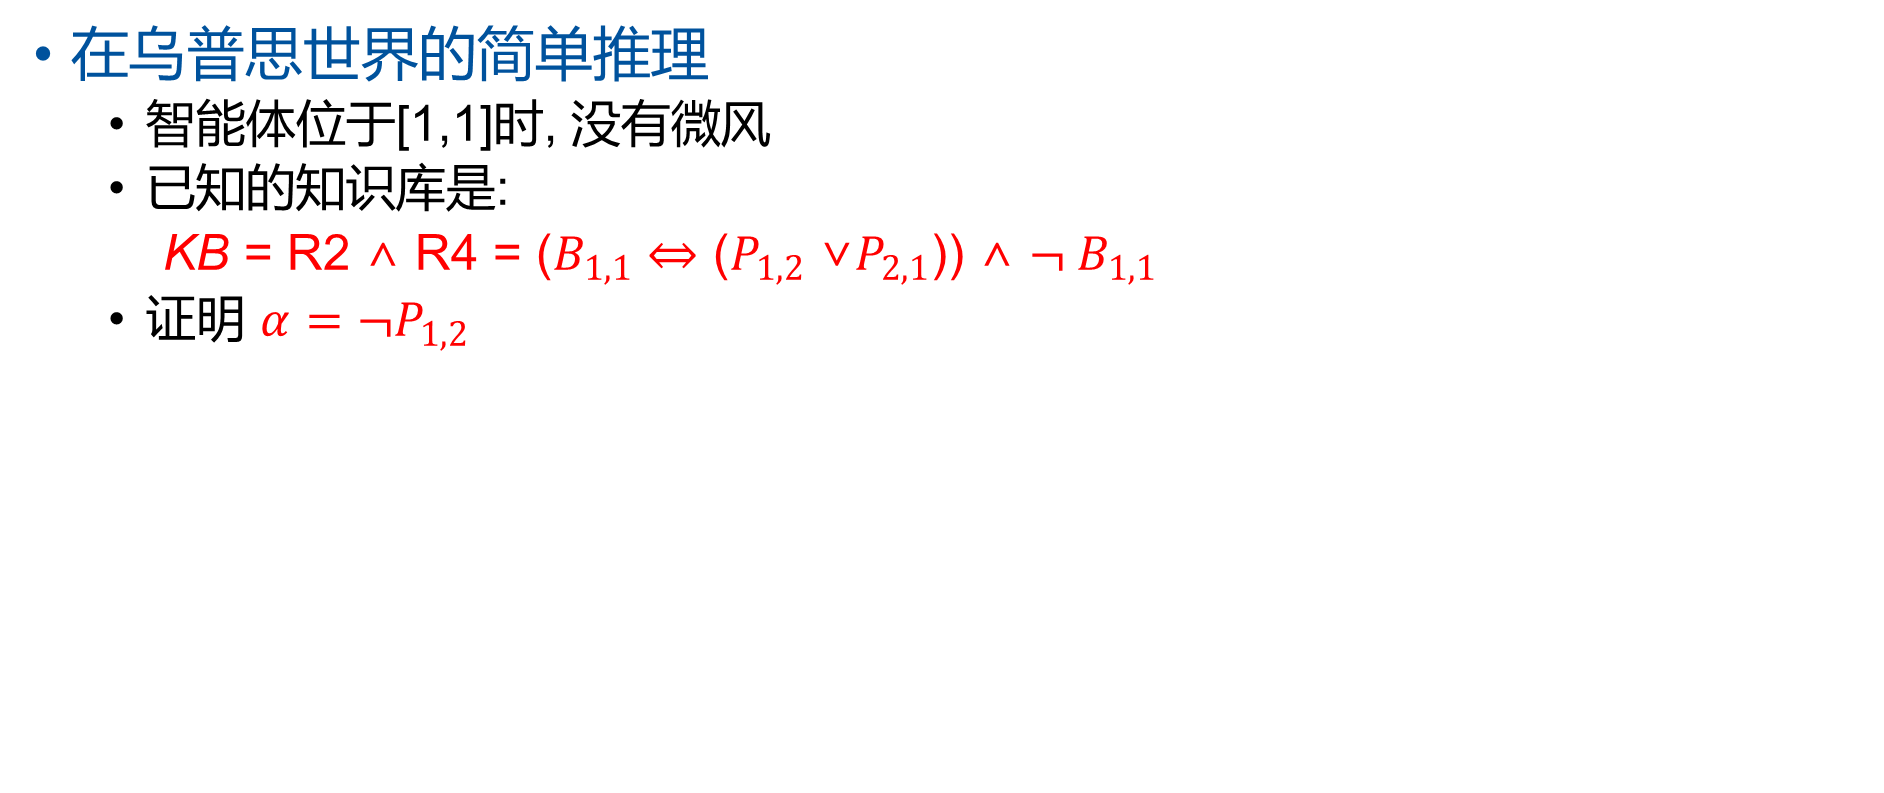 • 在乌普思世界的简单推理
• 智能体位于[1,1]时, 没有微风
• 已知的知识库是:
KB = R2 ∧ R4 = (B₁,₁ ⇔ (P₁,₂ ∨P₂,₁)) ∧ ¬ B₁,₁
• 证明 α = ¬P₁,₂